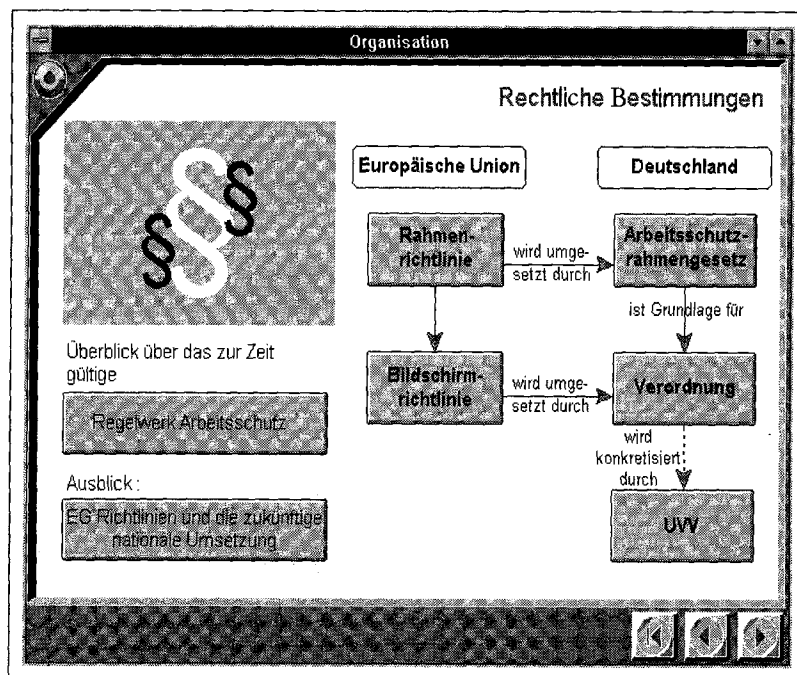 Organisation
Rechtliche Bestimmungen
§ § §
Europäische Union
Deutschland
Rahmen-
richtlinie
wird umge-
setzt durch
Arbeitsschutz-
rahmengesetz
ist Grundlage für
Bildschirm-
richtlinie
wird umge-
setzt durch
Verordnung
wird
konkretisiert
durch
UVV
Überblick über das zur Zeit
gültige
Regelwerk Arbeitsschutz
Ausblick :
EG Richtlinien und die zukünftige
nationale Umsetzung